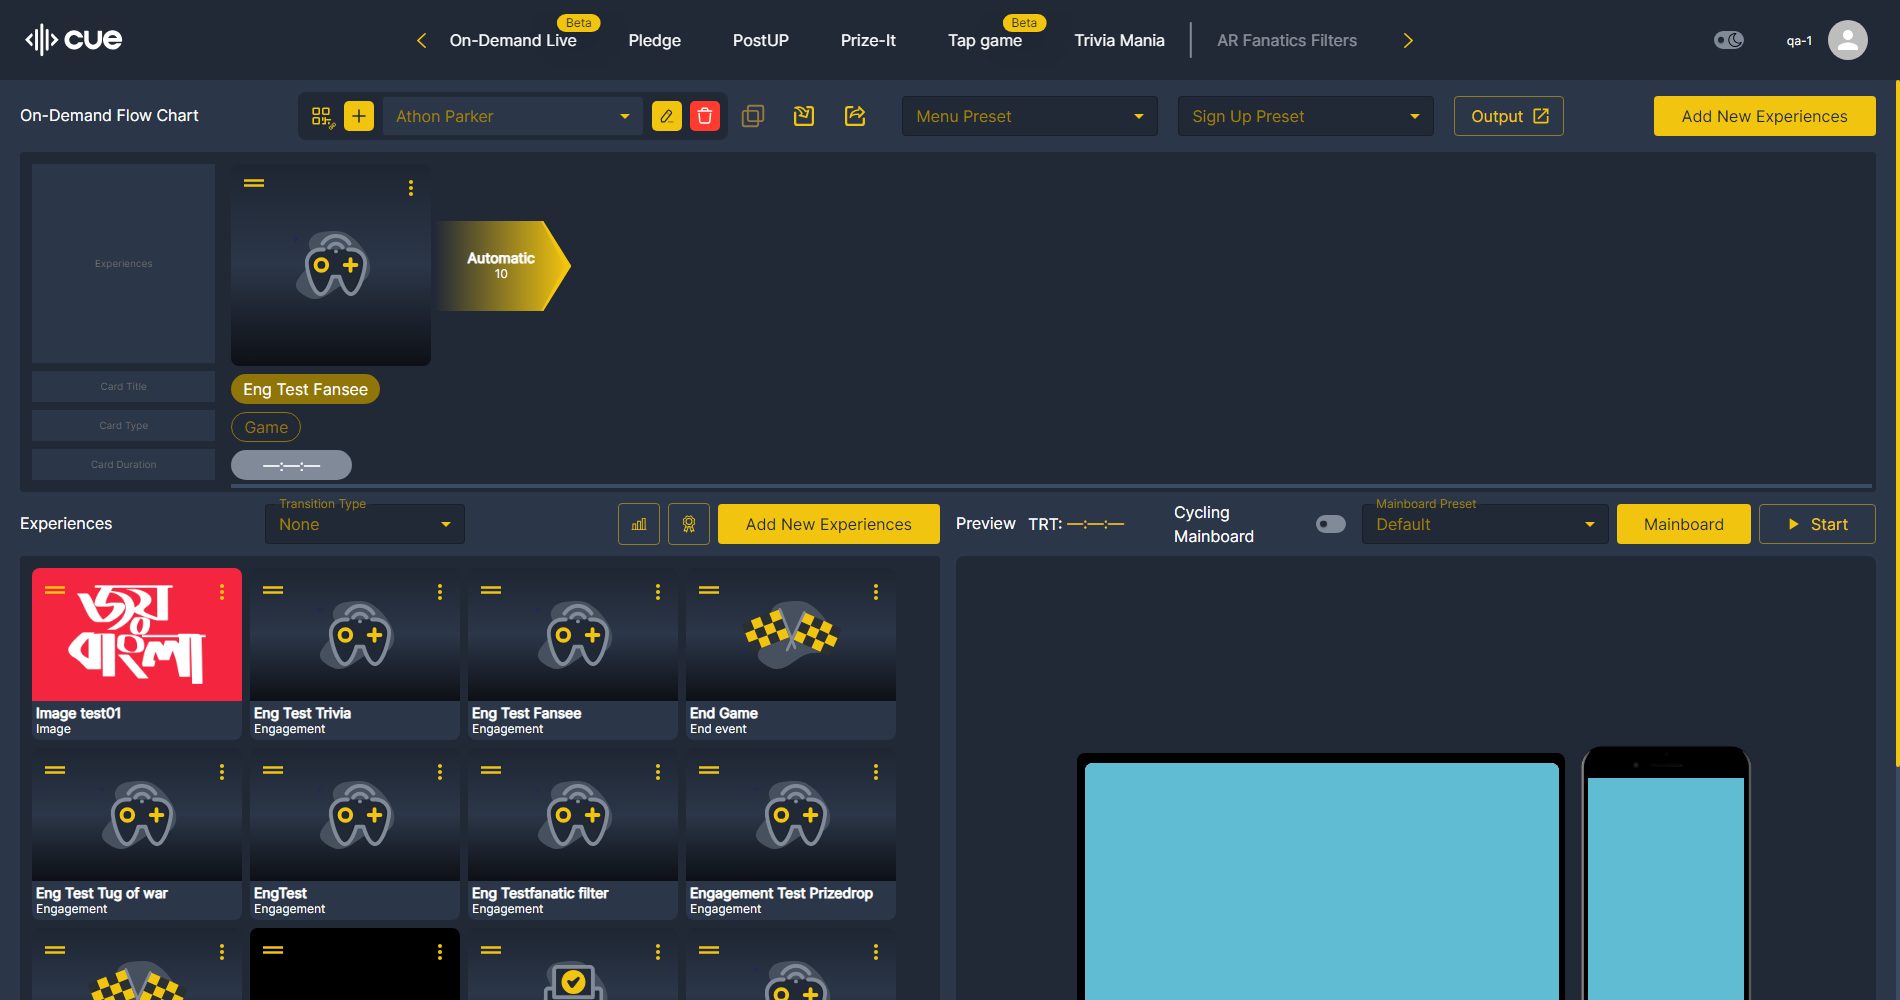 cue
On-Demand Live
Beta
Pledge
PostUP
Prize-It
Tap game
Beta
Trivia Mania
AR Fanatics Filters
qa-1
On-Demand Flow Chart
Athon Parker
Menu Preset
Sign Up Preset
Output
Add New Experiences
Experiences
Automatic
10
Card Title
Eng Test Fansee
Card Type
Game
Card Duration
—:—:—
Experiences
Transition Type
None
Add New Experiences
Preview
TRT: —:—:—
Cycling
Mainboard
Mainboard Preset
Default
Mainboard
Start
জয়
বাংলা
Image test01
Image
Eng Test Trivia
Engagement
Eng Test Fansee
Engagement
End Game
End event
Eng Test Tug of war
Engagement
EngTest
Engagement
Eng Testfanatic filter
Engagement
Engagement Test Prizedrop
Engagement